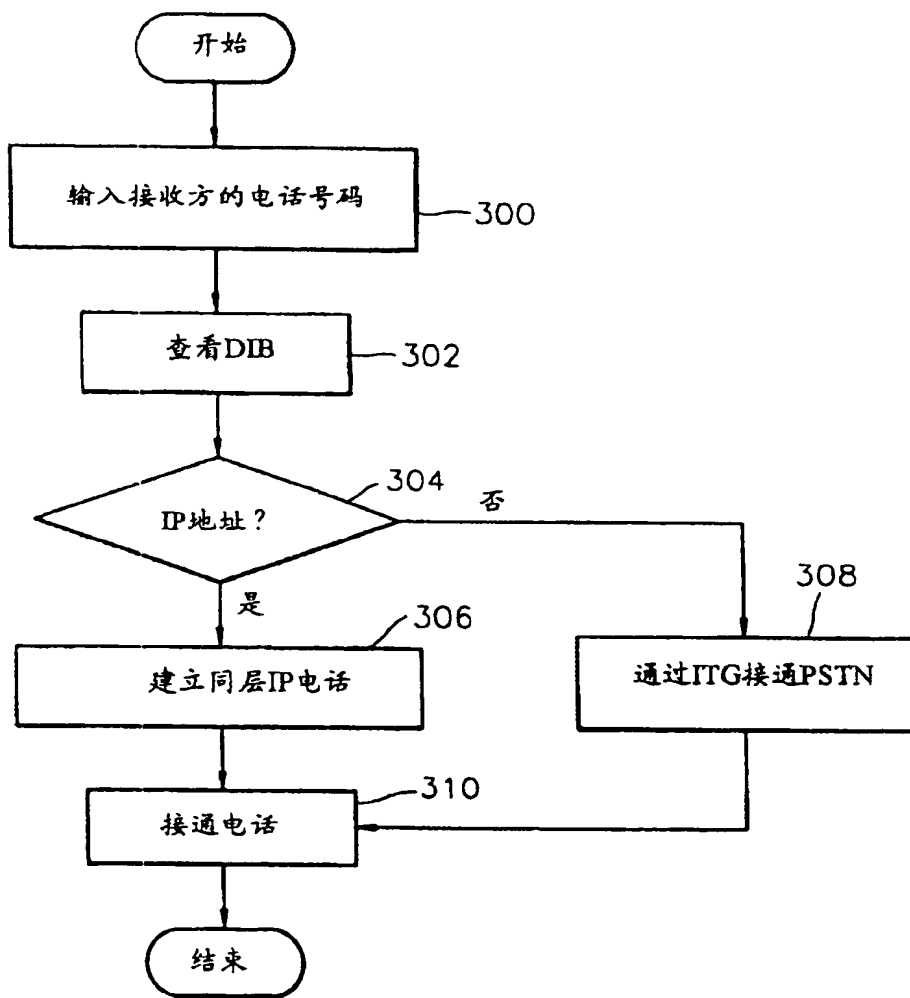 开始
输入接收方的电话号码
300
查看DIB
302
304
IP地址？
否
是
306
308
建立同层IP电话
通过ITG接通PSTN
310
接通电话
结束